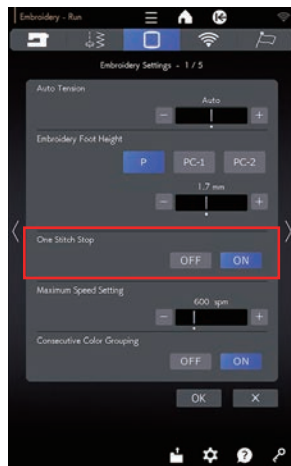 Embroidery - Run
Embroidery Settings - 1 / 5
Auto Tension
Auto
− +
Embroidery Foot Height
P PC-1 PC-2
1.7 mm
− +
One Stitch Stop
OFF ON
Maximum Speed Setting
600 spm
− +
Consecutive Color Grouping
OFF ON
OK X
?